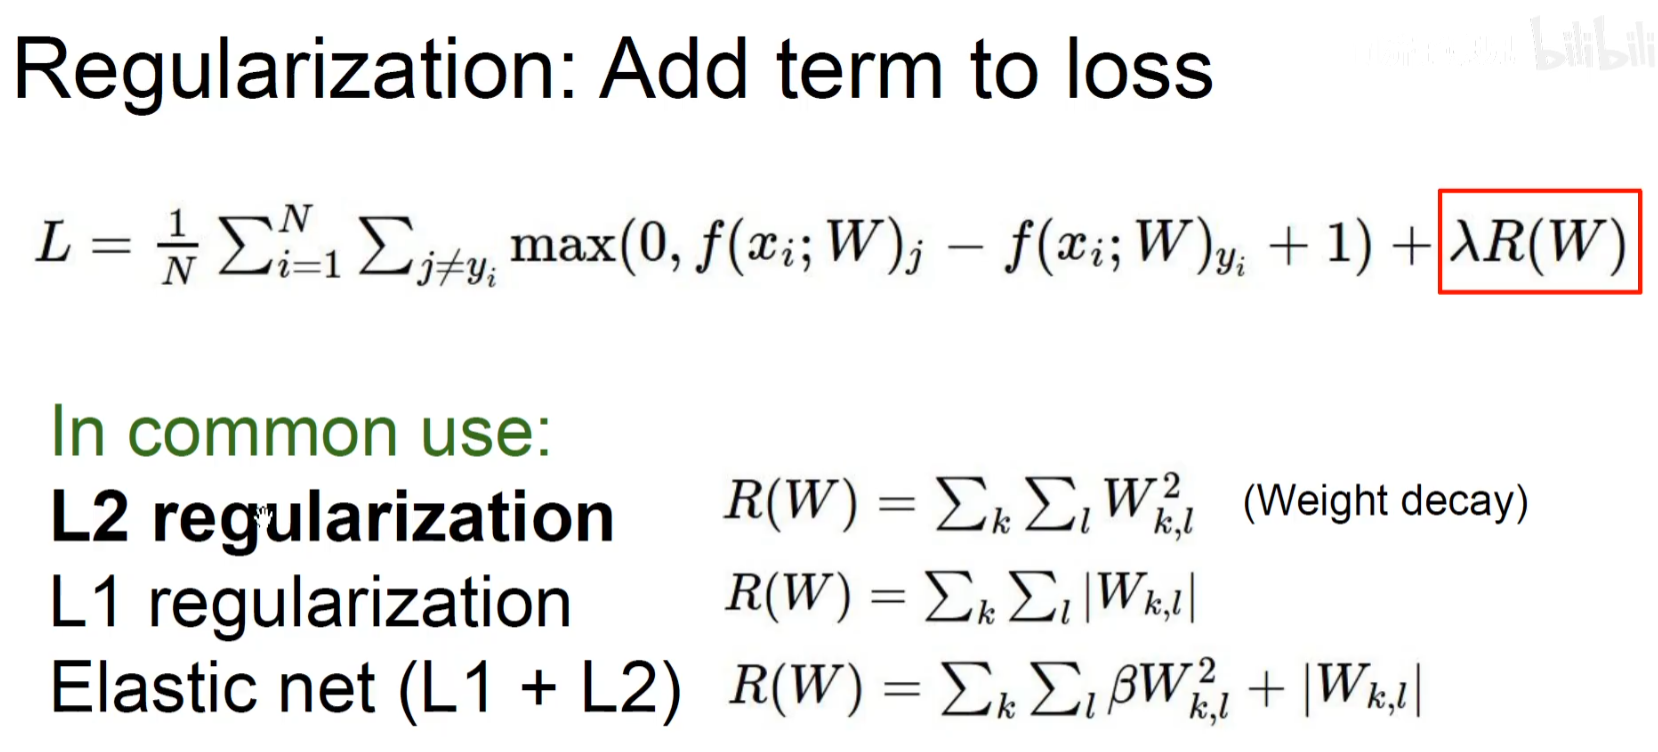 Regularization: Add term to loss
bilibili
L = \frac{1}{N} \sum_{i=1}^{N} \sum_{j \neq y_i} \max(0, f(x_i; W)_j - f(x_i; W)_{y_i} + 1) + \lambda R(W)
In common use:
L2 regularization R(W) = \sum_k \sum_l W_{k,l}^2 (Weight decay)
L1 regularization R(W) = \sum_k \sum_l |W_{k,l}|
Elastic net (L1 + L2) R(W) = \sum_k \sum_l \beta W_{k,l}^2 + |W_{k,l}|